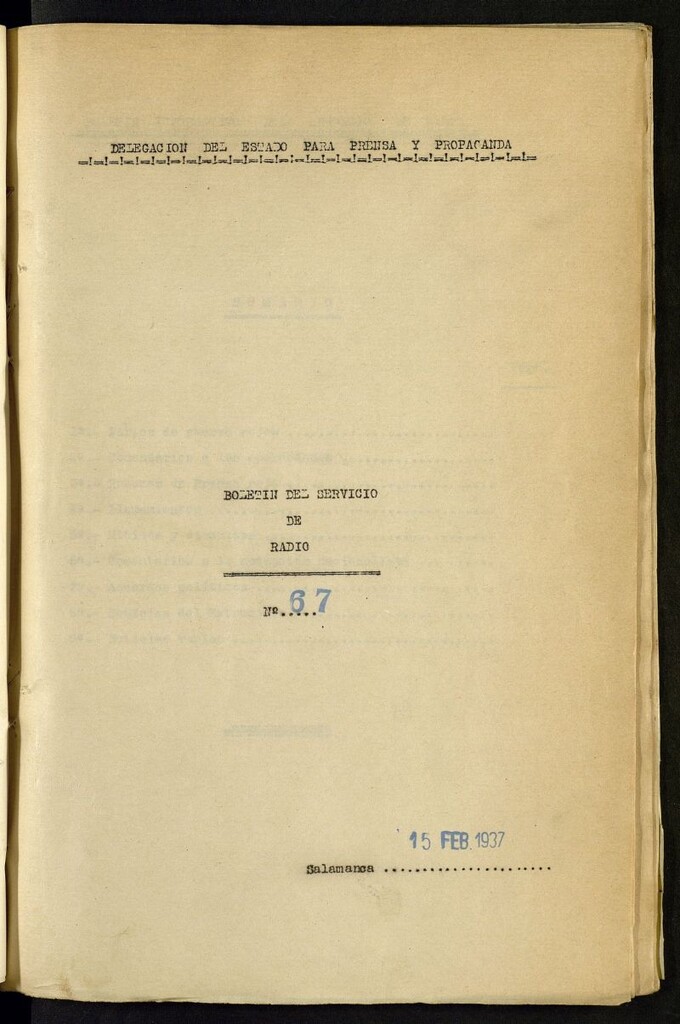 DELEGACION DEL ESTADO PARA PRENSA Y PROPAGANDA
BOLETIN DEL SERVICIO
DE
RADIO
Nº.....67
15 FEB. 1937
Salamanca ......................